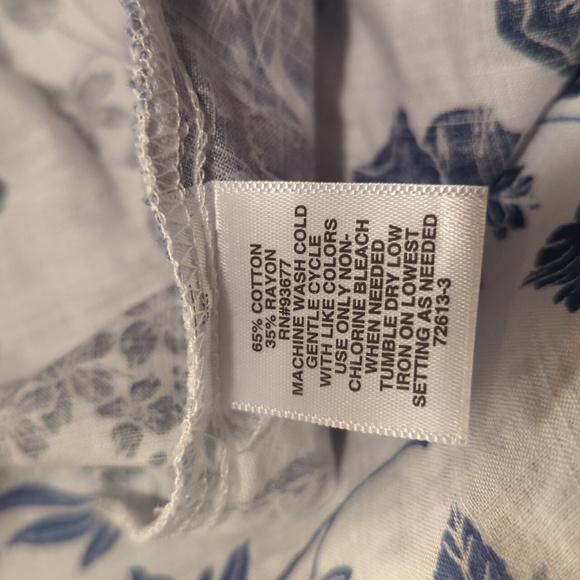 65% COTTON
35% RAYON
RN#93677
MACHINE WASH COLD
GENTLE CYCLE
WITH LIKE COLORS
USE ONLY NON-
CHLORINE BLEACH
WHEN NEEDED
TUMBLE DRY LOW
IRON ON LOWEST
SETTING AS NEEDED
72613-3